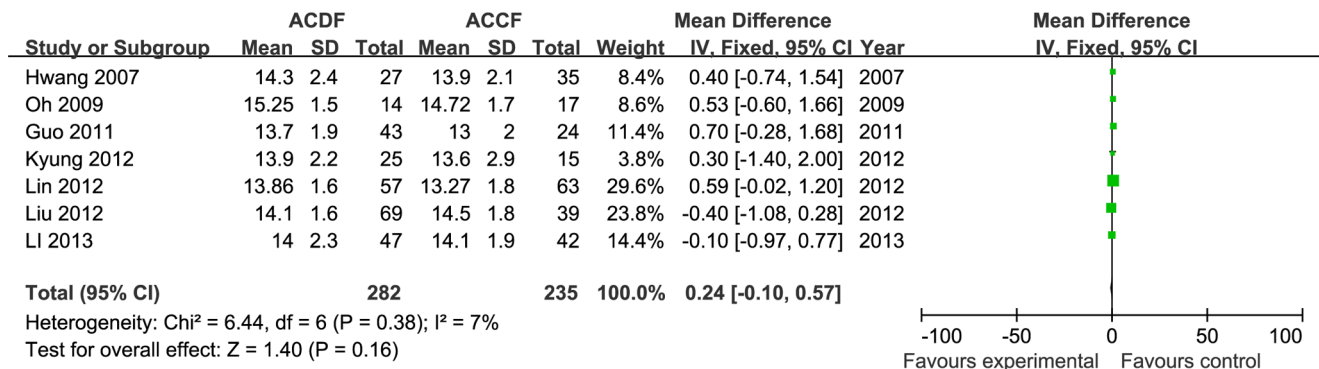 ACDF ACCF Mean Difference Mean Difference
Study or Subgroup Mean SD Total Mean SD Total Weight IV, Fixed, 95% CI Year IV, Fixed, 95% CI
Hwang 2007 14.3 2.4 27 13.9 2.1 35 8.4% 0.40 [-0.74, 1.54] 2007
Oh 2009 15.25 1.5 14 14.72 1.7 17 8.6% 0.53 [-0.60, 1.66] 2009
Guo 2011 13.7 1.9 43 13 2 24 11.4% 0.70 [-0.28, 1.68] 2011
Kyung 2012 13.9 2.2 25 13.6 2.9 15 3.8% 0.30 [-1.40, 2.00] 2012
Lin 2012 13.86 1.6 57 13.27 1.8 63 29.6% 0.59 [-0.02, 1.20] 2012
Liu 2012 14.1 1.6 69 14.5 1.8 39 23.8% -0.40 [-1.08, 0.28] 2012
LI 2013 14 2.3 47 14.1 1.9 42 14.4% -0.10 [-0.97, 0.77] 2013
Total (95% CI) 282 235 100.0% 0.24 [-0.10, 0.57]
Heterogeneity: Chi² = 6.44, df = 6 (P = 0.38); I² = 7%
Test for overall effect: Z = 1.40 (P = 0.16)
-100 -50 0 50 100
Favours experimental Favours control